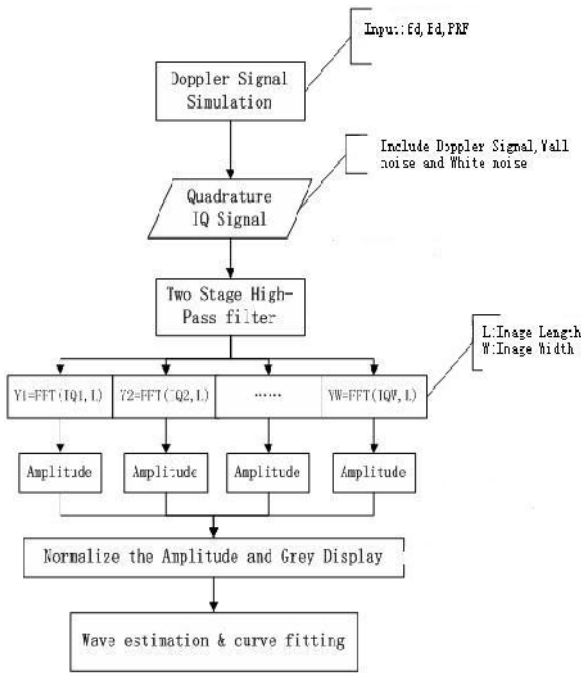 Input:fd,Bd,PRF
Doppler Signal
Simulation
Include Doppler Signal,Wall
noise and White noise
Quadrature
IQ Signal
Two Stage High-
Pass filter
L:Image Length
W:Image Width
Y1=FFT(IQ1,L)
Y2=FFT(IQ2,L)
······
YW=FFT(IQW,L)
Amplitude
Amplitude
Amplitude
Amplitude
Normalize the Amplitude and Grey Display
Wave estimation & curve fitting